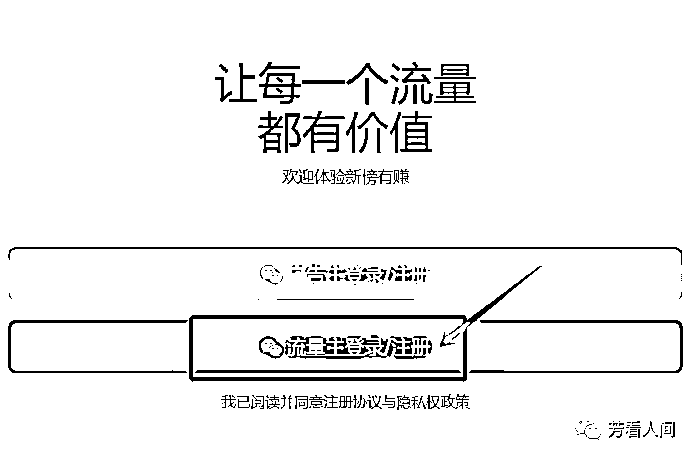 让每一个流量
都有价值
欢迎体验新榜有赚
广告主登录/注册
流量主登录/注册
我已阅读并同意注册协议与隐私权政策
芳看人间